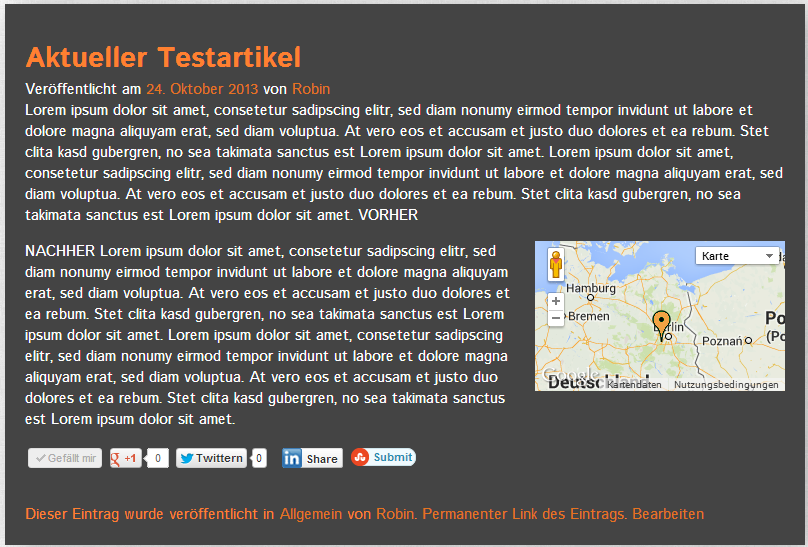 Aktueller Testartikel
Veröffentlicht am 24. Oktober 2013 von Robin
Lorem ipsum dolor sit amet, consetetur sadipscing elitr, sed diam nonumy eirmod tempor invidunt ut labore et
dolore magna aliquyam erat, sed diam voluptua. At vero eos et accusam et justo duo dolores et ea rebum. Stet
clita kasd gubergren, no sea takimata sanctus est Lorem ipsum dolor sit amet. Lorem ipsum dolor sit amet,
consetetur sadipscing elitr, sed diam nonumy eirmod tempor invidunt ut labore et dolore magna aliquyam erat, sed
diam voluptua. At vero eos et accusam et justo duo dolores et ea rebum. Stet clita kasd gubergren, no sea
takimata sanctus est Lorem ipsum dolor sit amet. VORHER
NACHHER Lorem ipsum dolor sit amet, consetetur sadipscing elitr, sed
diam nonumy eirmod tempor invidunt ut labore et dolore magna aliquyam
erat, sed diam voluptua. At vero eos et accusam et justo duo dolores et
ea rebum. Stet clita kasd gubergren, no sea takimata sanctus est Lorem
ipsum dolor sit amet. Lorem ipsum dolor sit amet, consetetur sadipscing
elitr, sed diam nonumy eirmod tempor invidunt ut labore et dolore magna
aliquyam erat, sed diam voluptua. At vero eos et accusam et justo duo
dolores et ea rebum. Stet clita kasd gubergren, no sea takimata sanctus
est Lorem ipsum dolor sit amet.
Karte
Hamburg
Bremen
Berlin
Po
Poznań
(Po
Deutschland
Google
Kartendaten Nutzungsbedingungen
Gefällt mir g +1 0 Twittern 0 in Share Submit
Dieser Eintrag wurde veröffentlicht in Allgemein von Robin. Permanenter Link des Eintrags. Bearbeiten